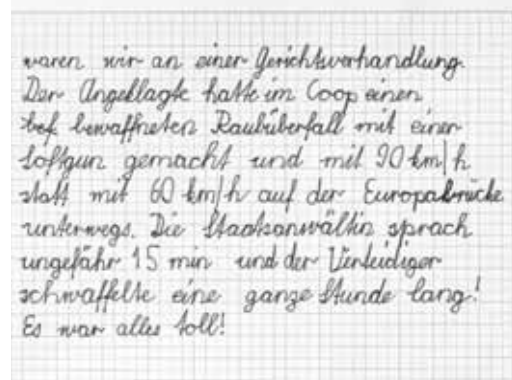 waren wir an einer Gerichtsverhandlung.
Der Angeklagte hatte im Coop einen
bewaffneten Raubüberfall mit einer
Softgun gemacht und mit 90 km/h
statt mit 60 km/h auf der Europabrücke
unterwegs. Die Staatsanwältin sprach
ungefähr 15 min und der Verteidiger
schwaffelte eine ganze Stunde lang!
Es war alles toll!